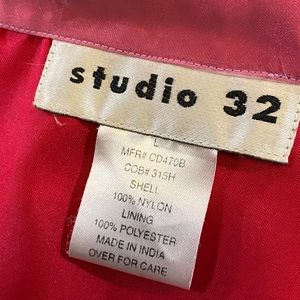 studio 32
L
MFR# CD470B
COB# 315H
SHELL
100% NYLON
LINING
100% POLYESTER
MADE IN INDIA
OVER FOR CARE